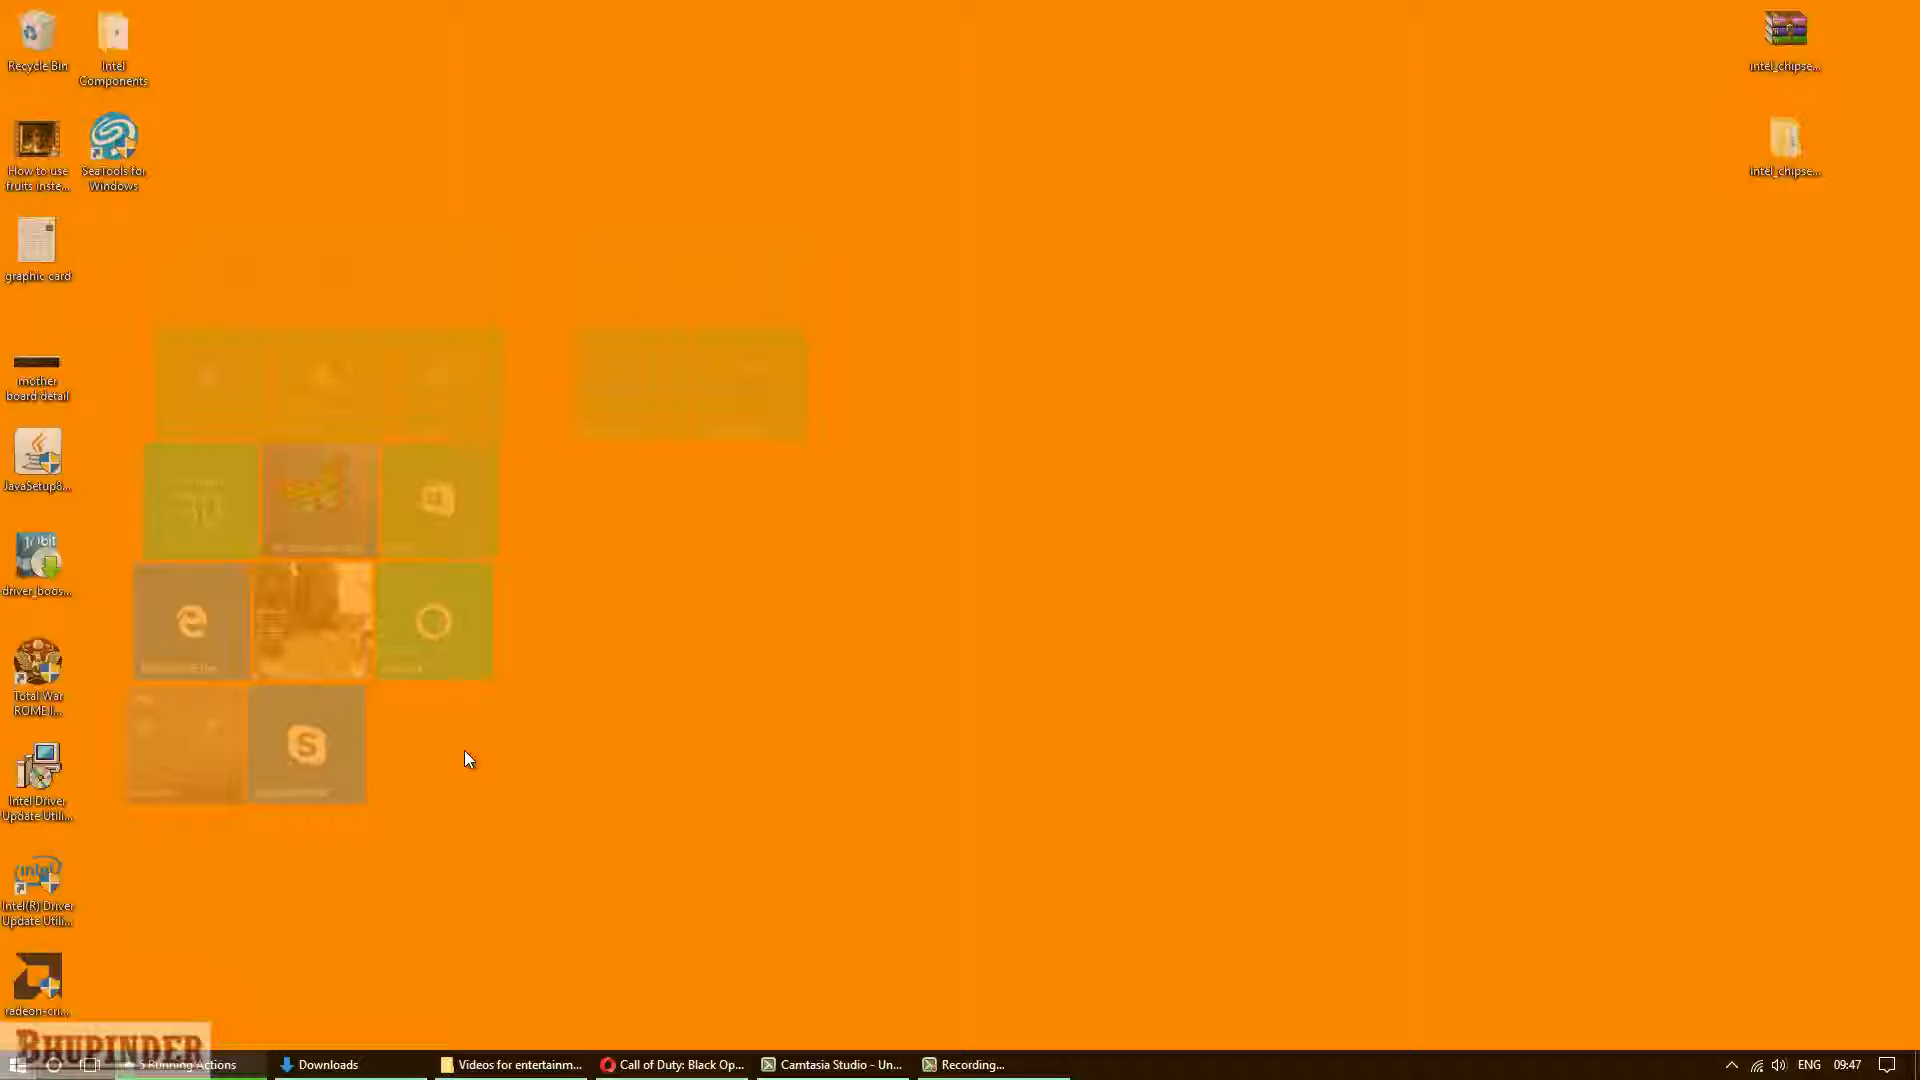 Recycle Bin
Intel
Components
intel_chipse...
How to use
fruits inste...
SeaTools for
Windows
intel_chipse...
graphic card
mother
board detail
JavaSetup8...
driver_boos...
Total War
ROME I...
Intel Driver
Update Utili...
intel
Intel(R) Driver
Update Utili...
radeon-cri...
BHUPINDER
5 Running Actions
Downloads
Videos for entertainm...
Call of Duty: Black Op...
Camtasia Studio - Un...
Recording...
ENG
09:47